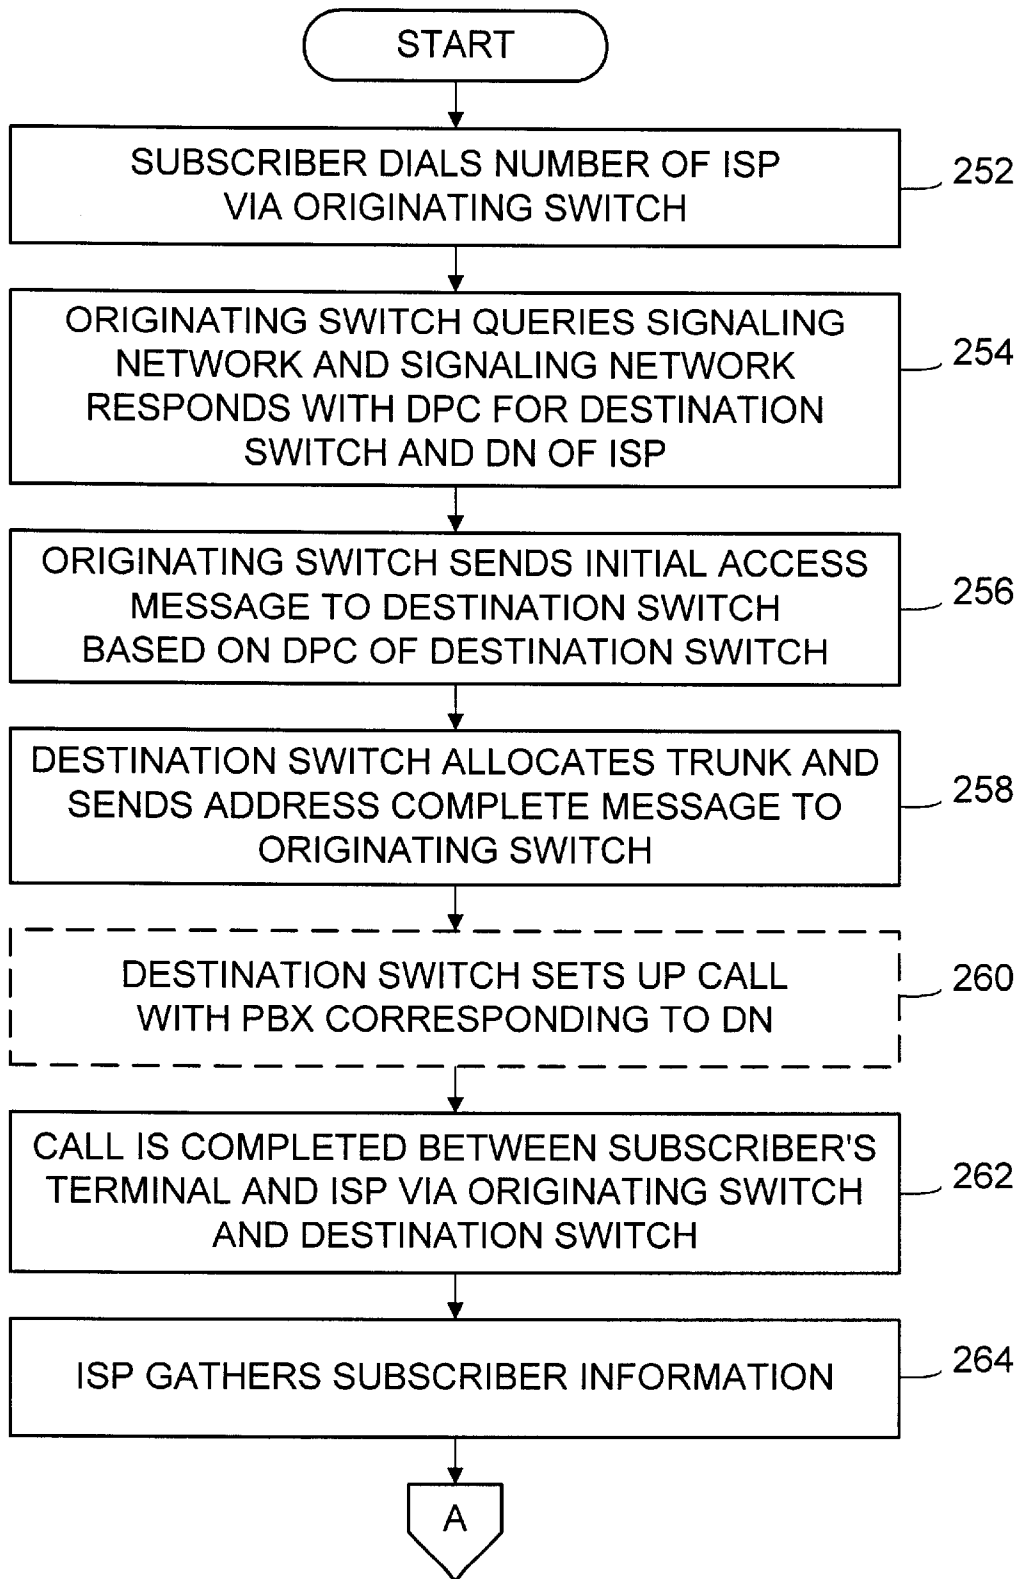 START
SUBSCRIBER DIALS NUMBER OF ISP
VIA ORIGINATING SWITCH
252
ORIGINATING SWITCH QUERIES SIGNALING
NETWORK AND SIGNALING NETWORK
RESPONDS WITH DPC FOR DESTINATION
SWITCH AND DN OF ISP
254
ORIGINATING SWITCH SENDS INITIAL ACCESS
MESSAGE TO DESTINATION SWITCH
BASED ON DPC OF DESTINATION SWITCH
256
DESTINATION SWITCH ALLOCATES TRUNK AND
SENDS ADDRESS COMPLETE MESSAGE TO
ORIGINATING SWITCH
258
DESTINATION SWITCH SETS UP CALL
WITH PBX CORRESPONDING TO DN
260
CALL IS COMPLETED BETWEEN SUBSCRIBER'S
TERMINAL AND ISP VIA ORIGINATING SWITCH
AND DESTINATION SWITCH
262
ISP GATHERS SUBSCRIBER INFORMATION
264
A